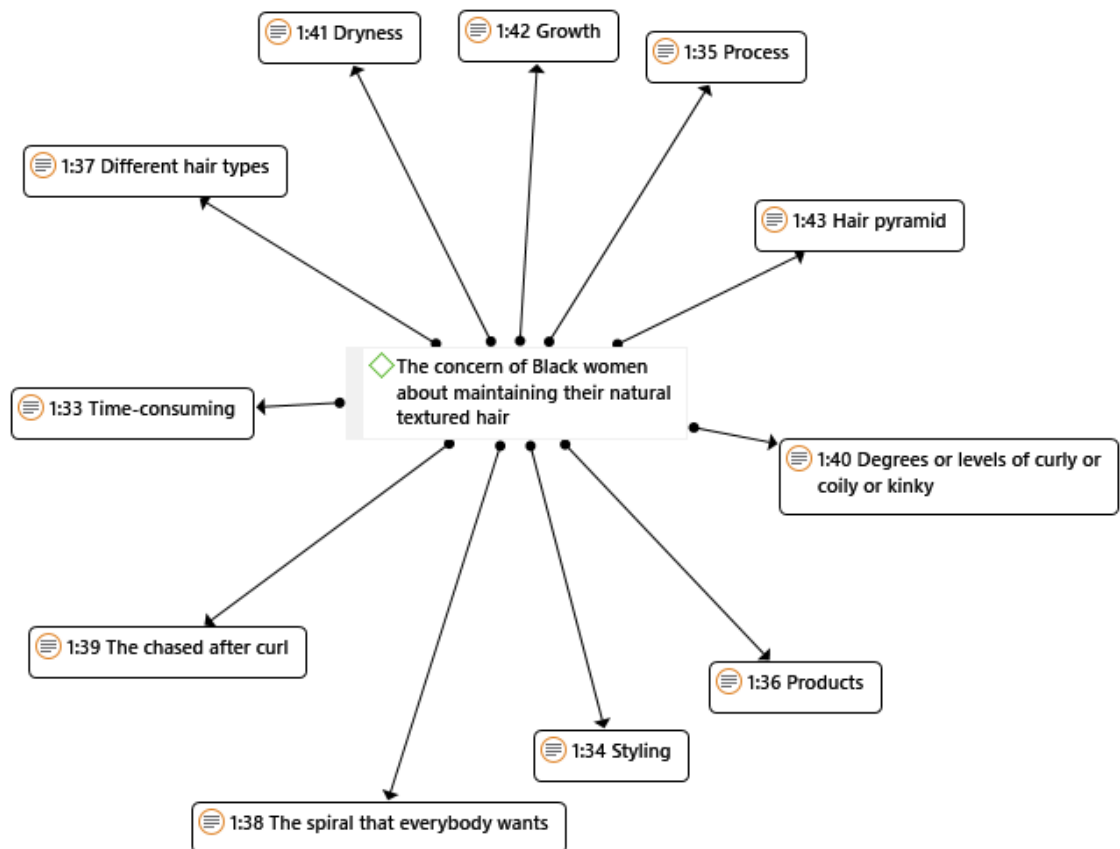 1:41 Dryness
1:42 Growth
1:35 Process
1:37 Different hair types
1:43 Hair pyramid
The concern of Black women
about maintaining their natural
textured hair
1:33 Time-consuming
1:40 Degrees or levels of curly or
coily or kinky
1:39 The chased after curl
1:36 Products
1:34 Styling
1:38 The spiral that everybody wants